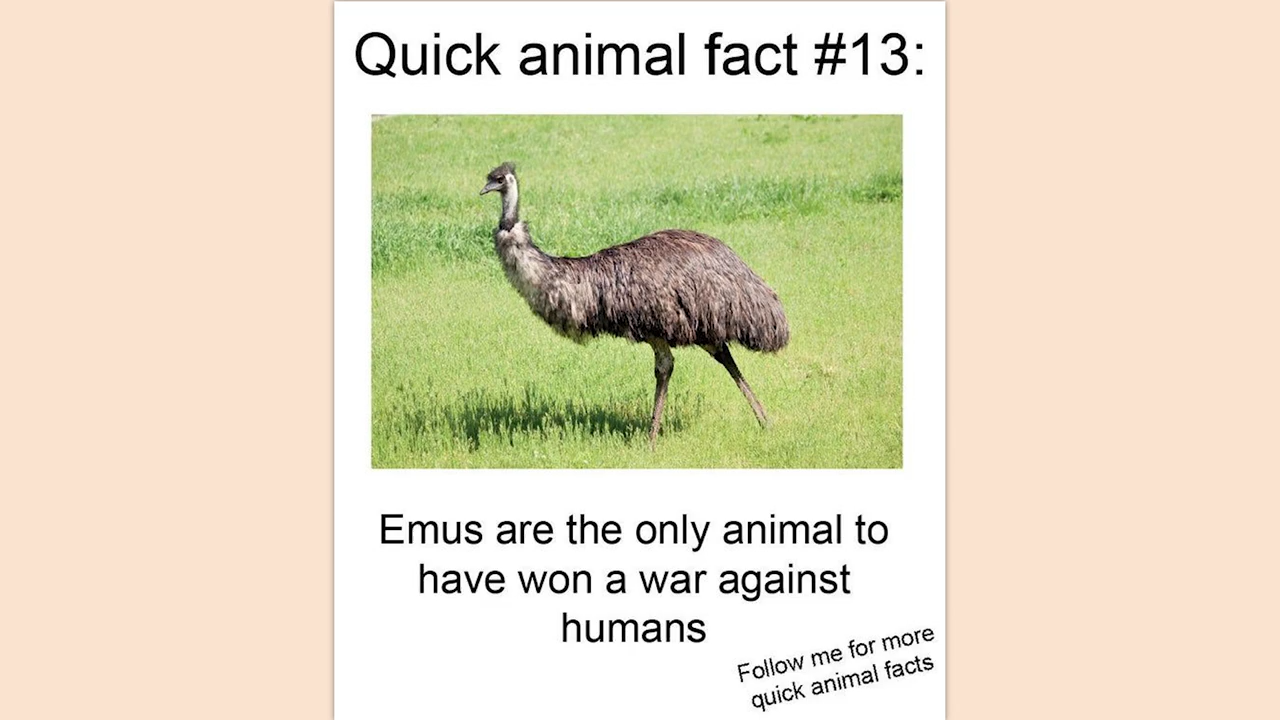 Quick animal fact #13:
Emus are the only animal to
have won a war against
humans
Follow me for more
quick animal facts